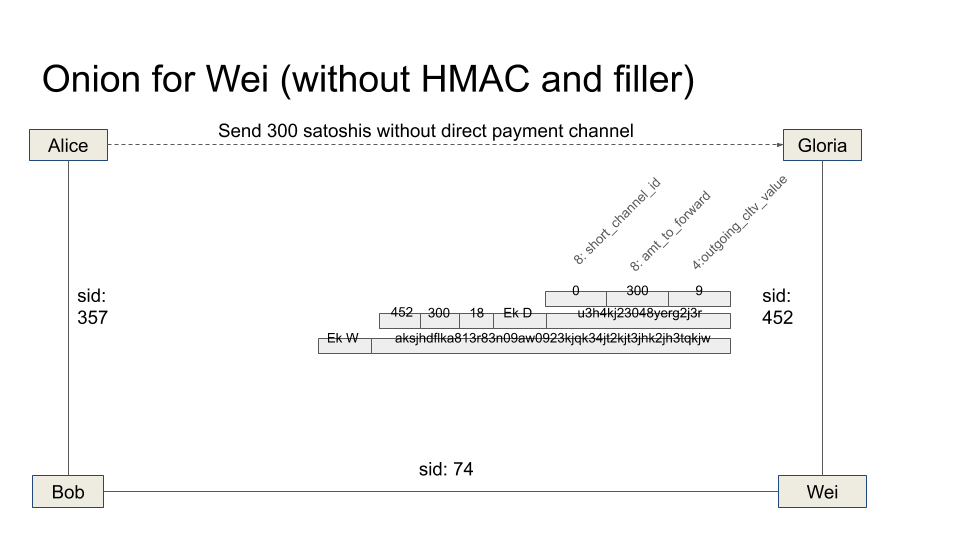 Onion for Wei (without HMAC and filler)
Send 300 satoshis without direct payment channel
Alice
Gloria
8: short_channel_id
8: amt_to_forward
4:outgoing_cltv_value
sid:
357
0 300 9
sid:
452
452 300 18 Ek D u3h4kj23048yerg2j3r
Ek W aksjhdflka813r83n09aw0923kjqk34jt2kjt3jhk2jh3tqkjw
sid: 74
Bob
Wei